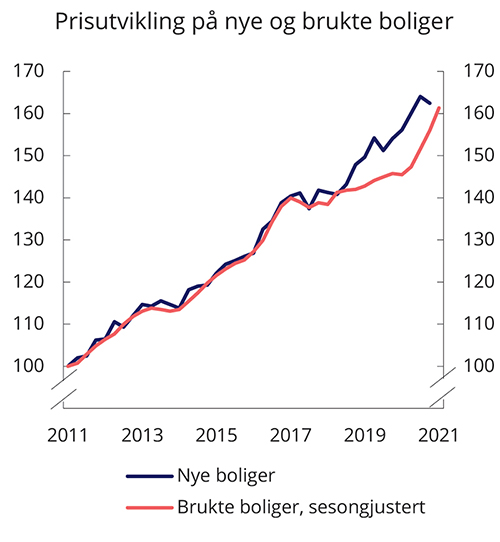 Prisutvikling på nye og brukte boliger
170 170
160 160
150 150
140 140
130 130
120 120
110 110
100 100
2011 2013 2015 2017 2019 2021
Nye boliger
Brukte boliger, sesongjustert